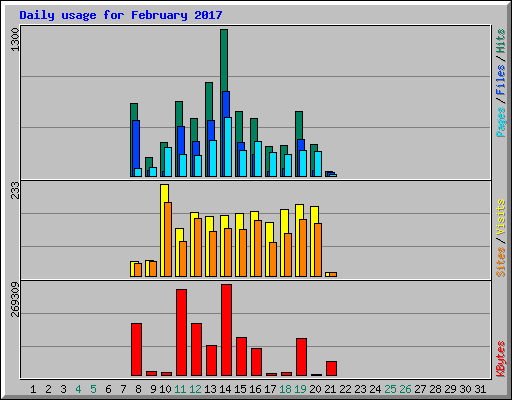 Daily usage for February 2017
1300
Pages / Files / Hits
233
Sites / Visits
269309
KBytes
1 2 3 4 5 6 7 8 9 10 11 12 13 14 15 16 17 18 19 20 21 22 23 24 25 26 27 28 29 30 31